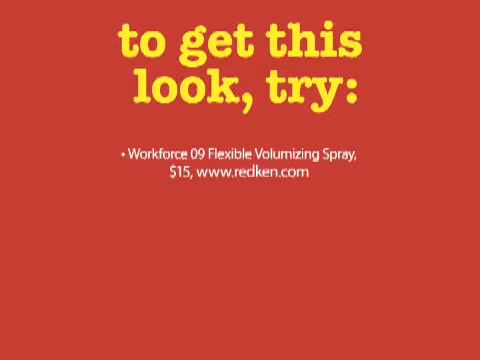 to get this
look, try:
• Workforce 09 Flexible Volumizing Spray,
$15, www.redken.com